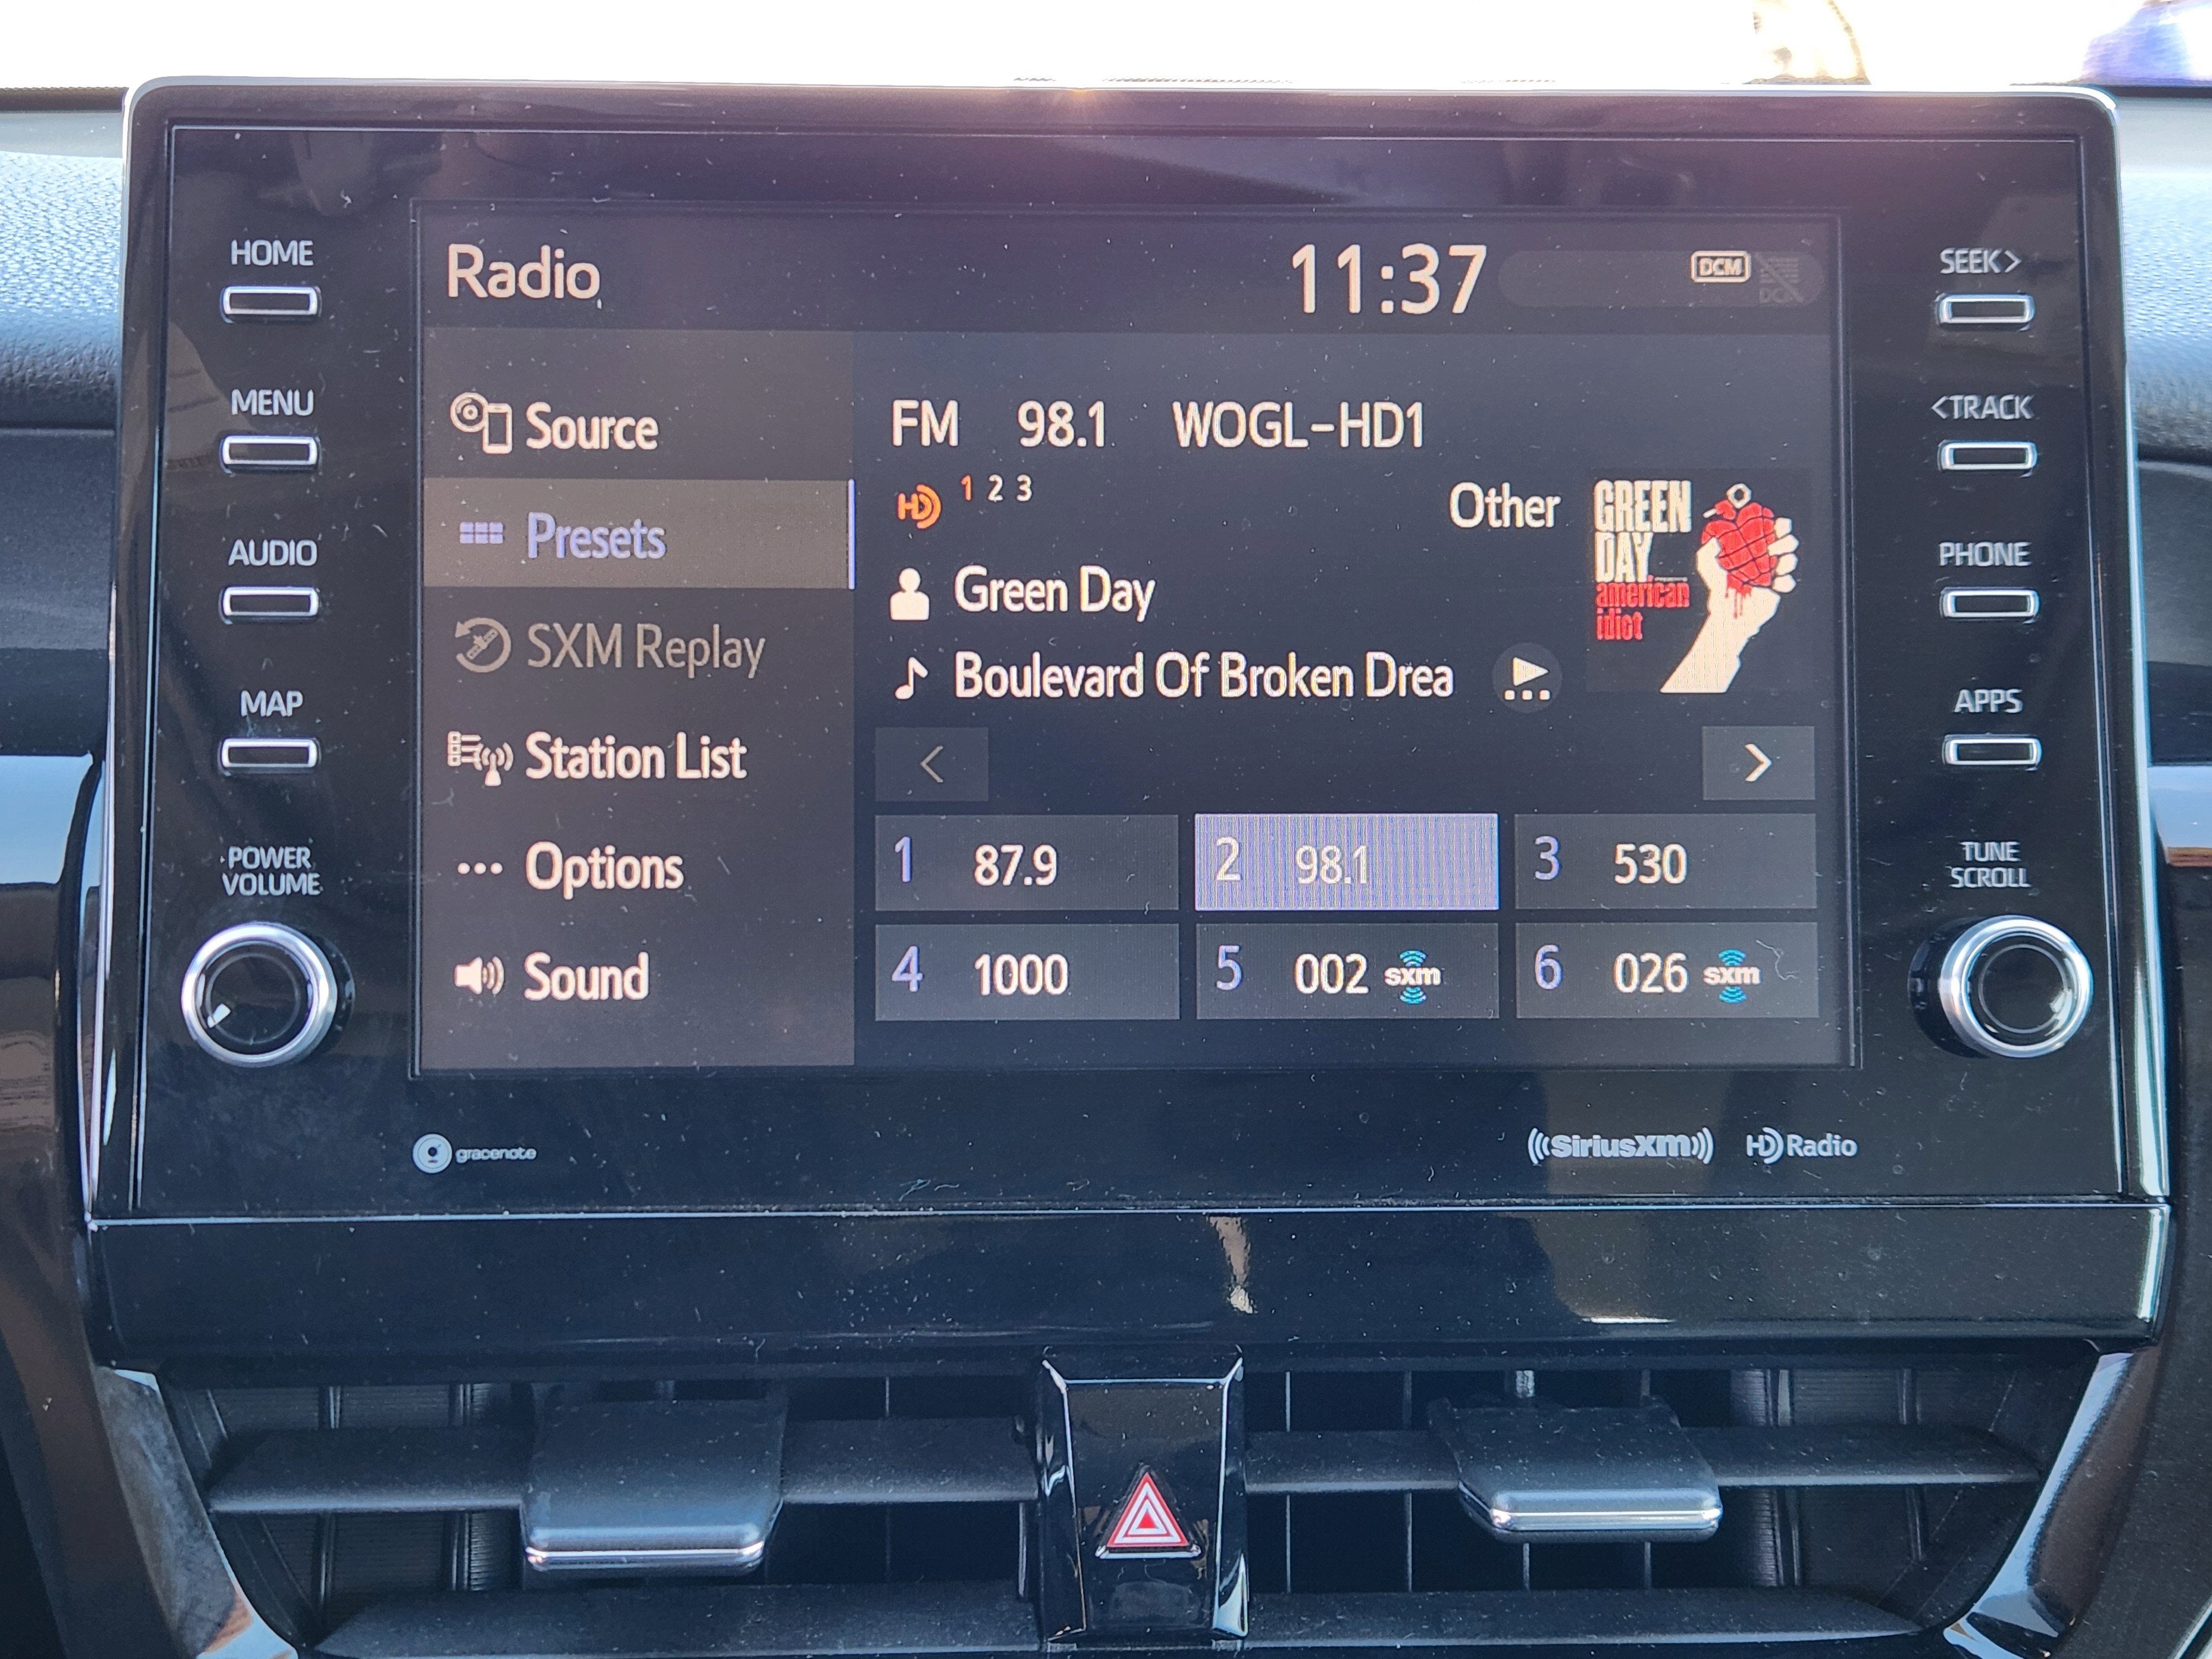 HOME
MENU
AUDIO
MAP
POWER
VOLUME
Radio
11:37
DCM
Source
Presets
SXM Replay
Station List
Options
Sound
FM 98.1 WOGL-HD1
HD 1 2 3
Other
Green Day
Boulevard Of Broken Drea
GREEN
DAY
american
idiot
<
>
1 87.9
2 98.1
3 530
4 1000
5 002 sxm
6 026 sxm
SEEK>
<TRACK
PHONE
APPS
TUNE
SCROLL
gracenote
((SiriusXM))
HD Radio